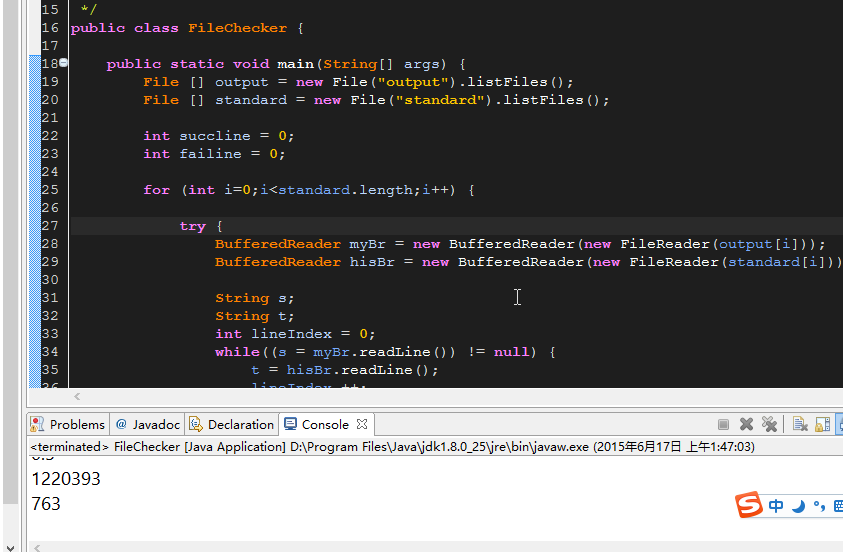 15  */
16 public class FileChecker {
17
18     public static void main(String[] args) {
19         File [] output = new File("output").listFiles();
20         File [] standard = new File("standard").listFiles();
21
22         int succline = 0;
23         int failine = 0;
24
25         for (int i=0;i<standard.length;i++) {
26
27             try {
28                 BufferedReader myBr = new BufferedReader(new FileReader(output[i]));
29                 BufferedReader hisBr = new BufferedReader(new FileReader(standard[i]))
30
31                 String s;
32                 String t;
33                 int lineIndex = 0;
34                 while((s = myBr.readLine()) != null) {
35                     t = hisBr.readLine();
36                     lineIndex ++;
Problems @ Javadoc Declaration Console
<terminated> FileChecker [Java Application] D:\Program Files\Java\jdk1.8.0_25\jre\bin\javaw.exe (2015年6月17日 上午1:47:03)
1220393
763
S 中